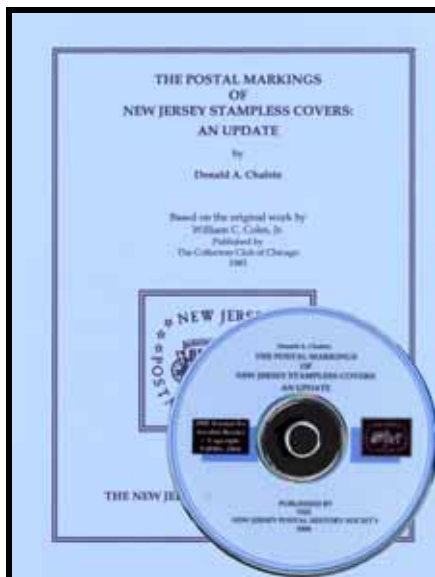 THE POSTAL MARKINGS
OF
NEW JERSEY STAMPLESS COVERS:
AN UPDATE
by
Donald A. Chafetz
Based on the original work by
William C. Coles, Jr.
Published by
The Collectors Club of Chicago
1983
NEW JERS
POST
THE NEW JE
Donald A. Chafetz
THE POSTAL MARKINGS
OF
NEW JERSEY STAMPLESS COVERS
AN UPDATE
PUBLISHED BY
THE
NEW JERSEY POSTAL HISTORY SOCIETY